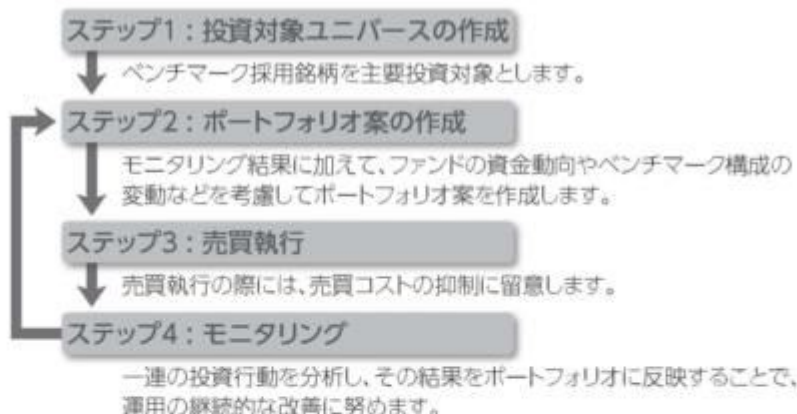 ステップ1：投資対象ユニバースの作成
ベンチマーク採用銘柄を主要投資対象とします。
ステップ2：ポートフォリオ案の作成
モニタリング結果に加えて、ファンドの資金動向やベンチマーク構成の
変動などを考慮してポートフォリオ案を作成します。
ステップ3：売買執行
売買執行の際には、売買コストの抑制に留意します。
ステップ4：モニタリング
一連の投資行動を分析し、その結果をポートフォリオに反映することで、
運用の継続的な改善に努めます。